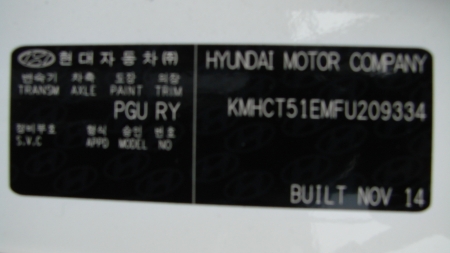 현대자동차(주)
변속기 차축 도장 의장
TRANSM AXLE PAINT TRIM
PGU RY
정비부호 형식 승인 번호
S.V.C APPD MODEL NO
HYUNDAI MOTOR COMPANY
KMHCT51EMFU209334
BUILT NOV 14